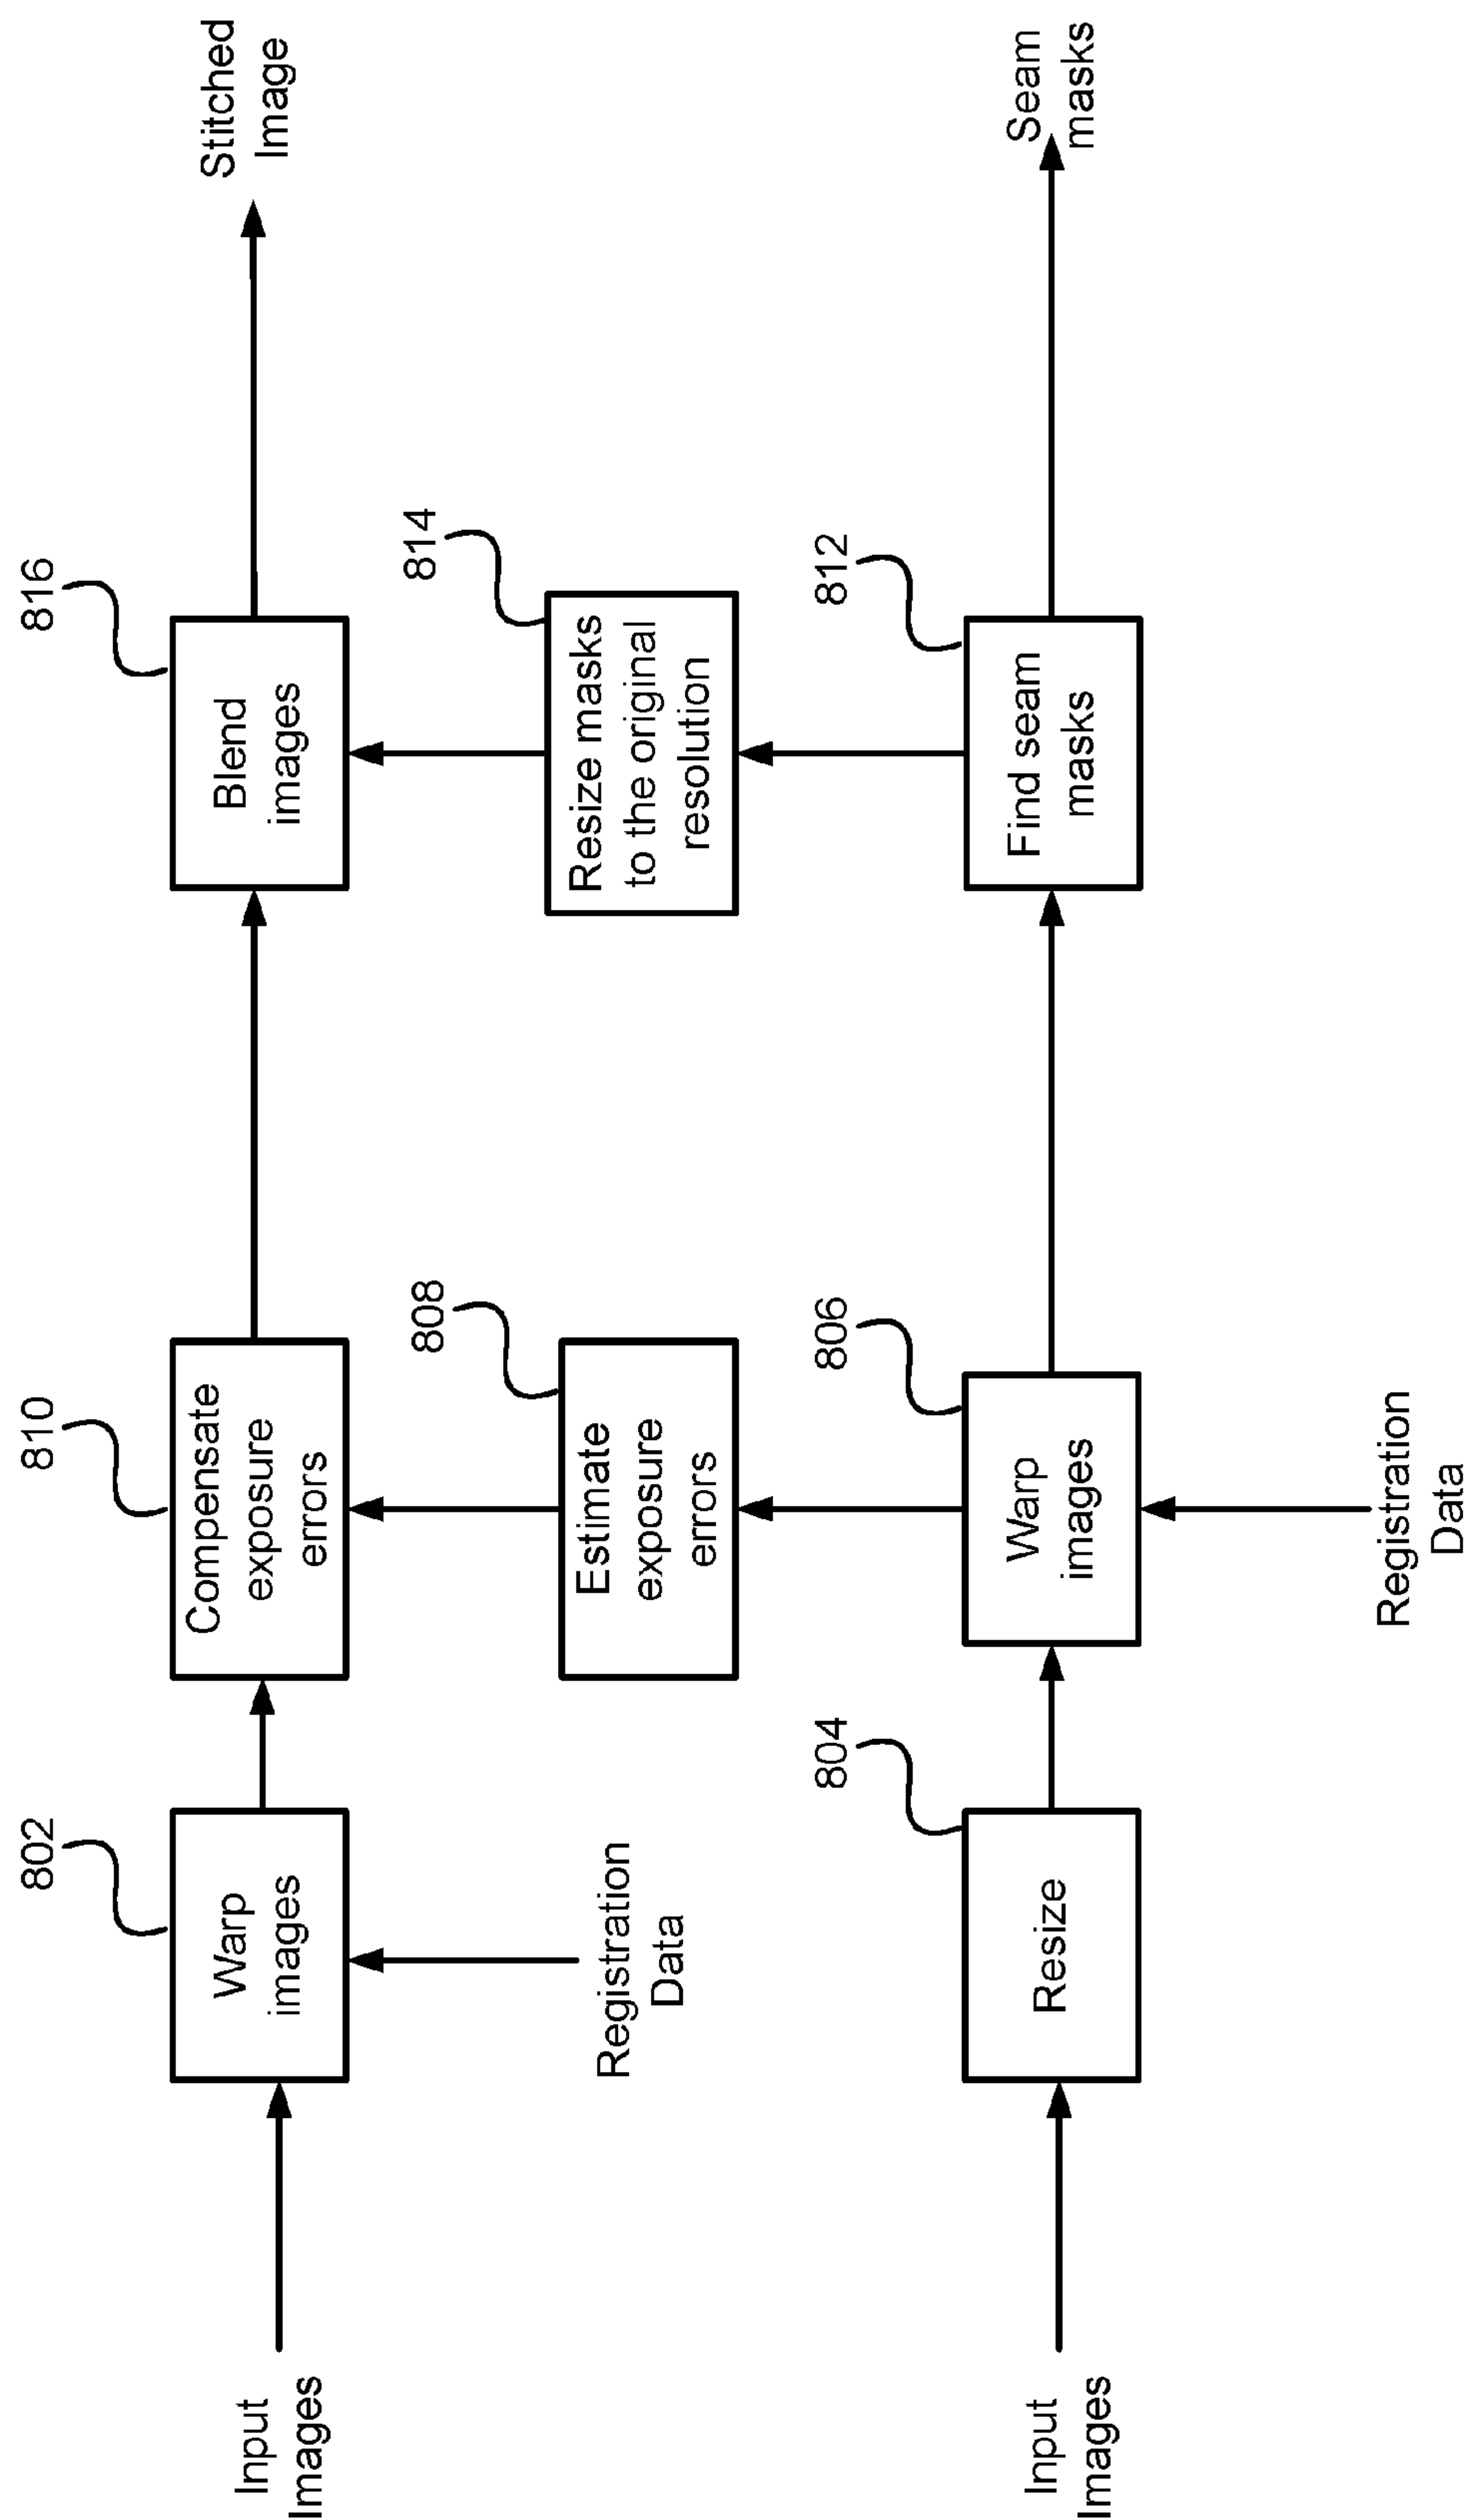 802
810
816
Input
Images
Warp
images
Compensate
exposure
errors
Blend
images
Stitched
Image
808
814
Registration
Data
Estimate
exposure
errors
Resize masks
to the original
resolution
804
806
812
Input
Images
Resize
Warp
images
Find seam
masks
Seam
masks
Registration
Data